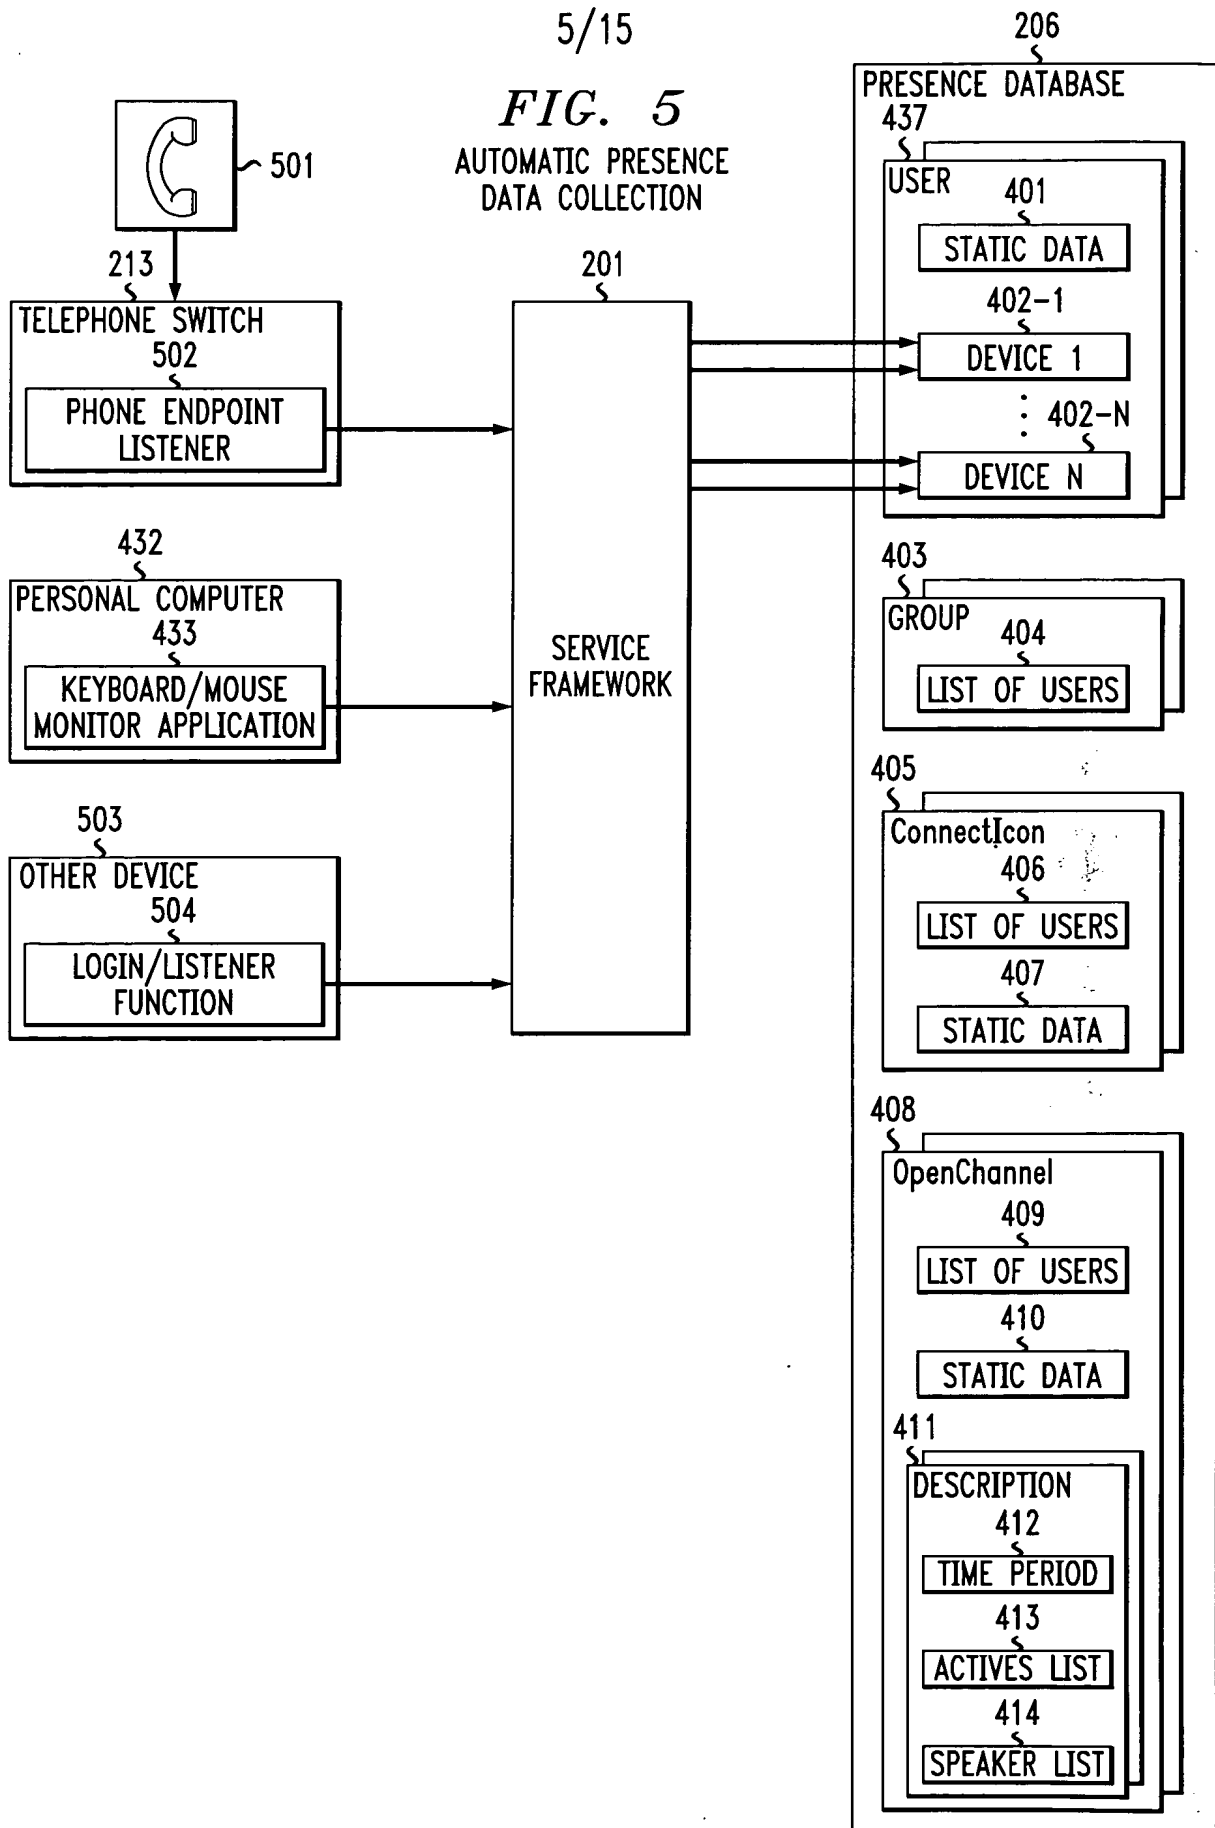 5/15
FIG. 5
AUTOMATIC PRESENCE
DATA COLLECTION
501
213
TELEPHONE SWITCH
502
PHONE ENDPOINT
LISTENER
432
PERSONAL COMPUTER
433
KEYBOARD/MOUSE
MONITOR APPLICATION
503
OTHER DEVICE
504
LOGIN/LISTENER
FUNCTION
201
SERVICE
FRAMEWORK
206
PRESENCE DATABASE
437
USER
401
STATIC DATA
402-1
DEVICE 1
402-N
DEVICE N
403
GROUP
404
LIST OF USERS
405
ConnectIcon
406
LIST OF USERS
407
STATIC DATA
408
OpenChannel
409
LIST OF USERS
410
STATIC DATA
411
DESCRIPTION
412
TIME PERIOD
413
ACTIVES LIST
414
SPEAKER LIST